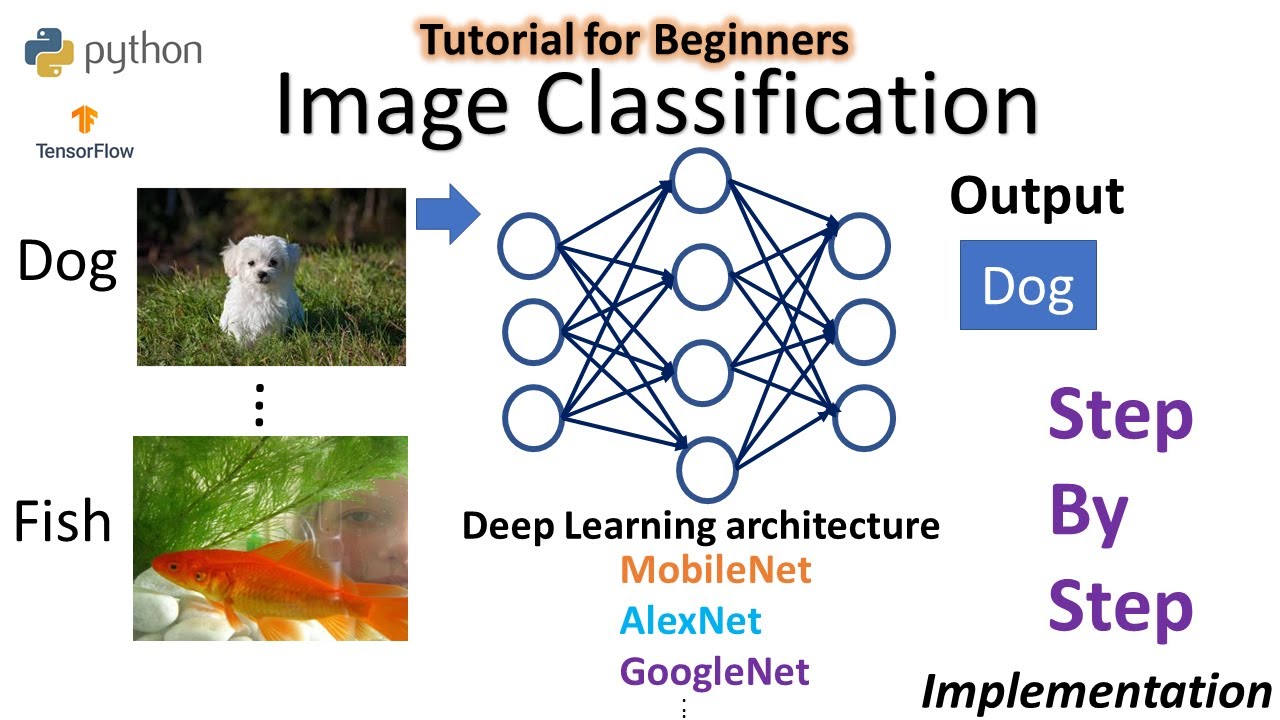 python
Tutorial for Beginners
Image Classification
TensorFlow
Dog
Output
Dog
Fish
Step
By
Step
Implementation
Deep Learning architecture
MobileNet
AlexNet
GoogleNet